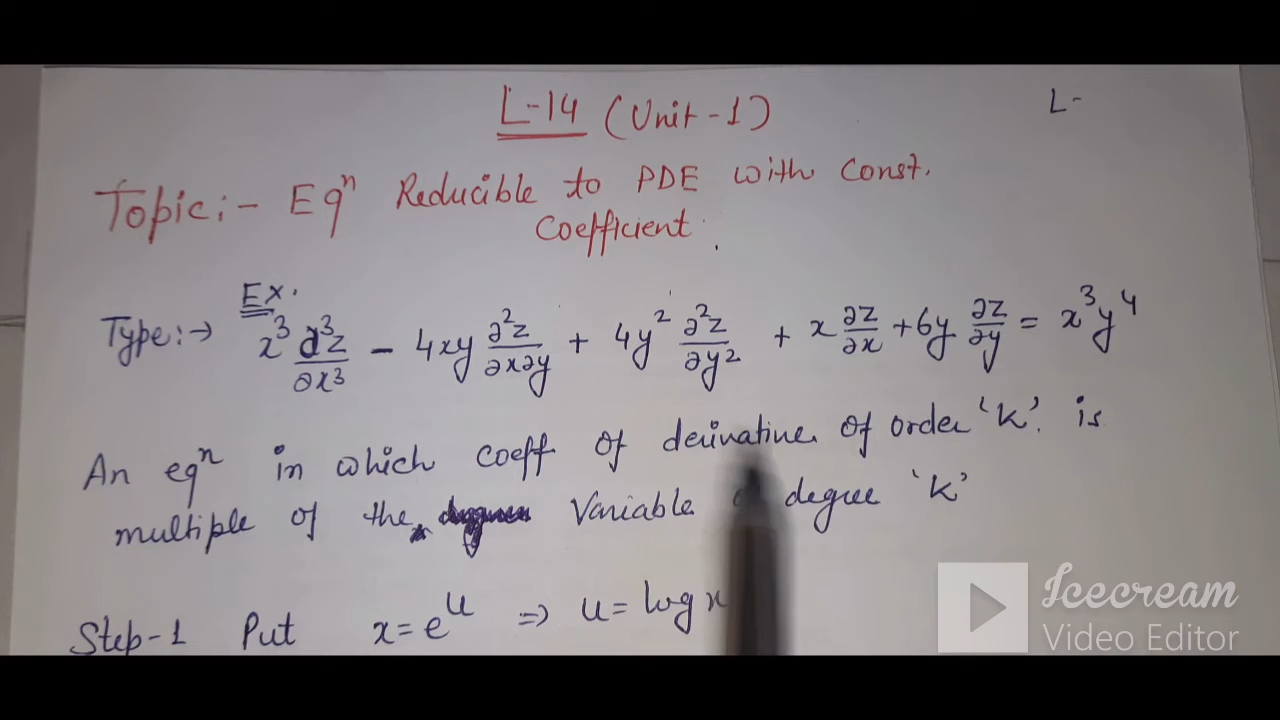 L-14 (Unit-1)
L-
Topic:- Eqⁿ Reducible to PDE with Const.
Coefficient.
Ex.
Type:→ x³ ∂³z/∂x³ - 4xy ∂²z/∂x∂y + 4y² ∂²z/∂y² + x ∂z/∂x + 6y ∂z/∂y = x³y⁴
An eqⁿ in which coeff of derivative of order 'K'. is
multiple of the Variable degree 'K'
Step-1 Put x = eᵘ ⇒ u = log x
Icecream
Video Editor